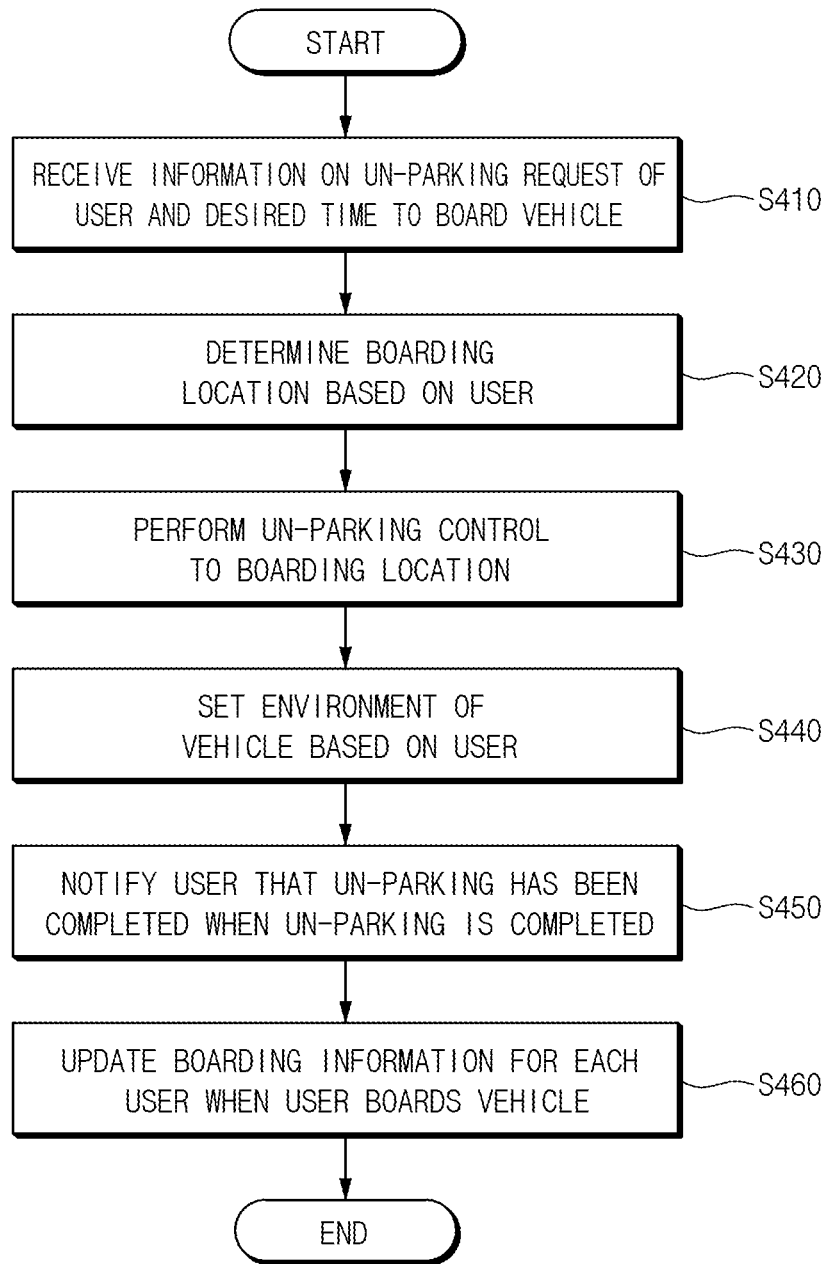 START
RECEIVE INFORMATION ON UN-PARKING REQUEST OF
USER AND DESIRED TIME TO BOARD VEHICLE
S410
DETERMINE BOARDING
LOCATION BASED ON USER
S420
PERFORM UN-PARKING CONTROL
TO BOARDING LOCATION
S430
SET ENVIRONMENT OF
VEHICLE BASED ON USER
S440
NOTIFY USER THAT UN-PARKING HAS BEEN
COMPLETED WHEN UN-PARKING IS COMPLETED
S450
UPDATE BOARDING INFORMATION FOR EACH
USER WHEN USER BOARDS VEHICLE
S460
END